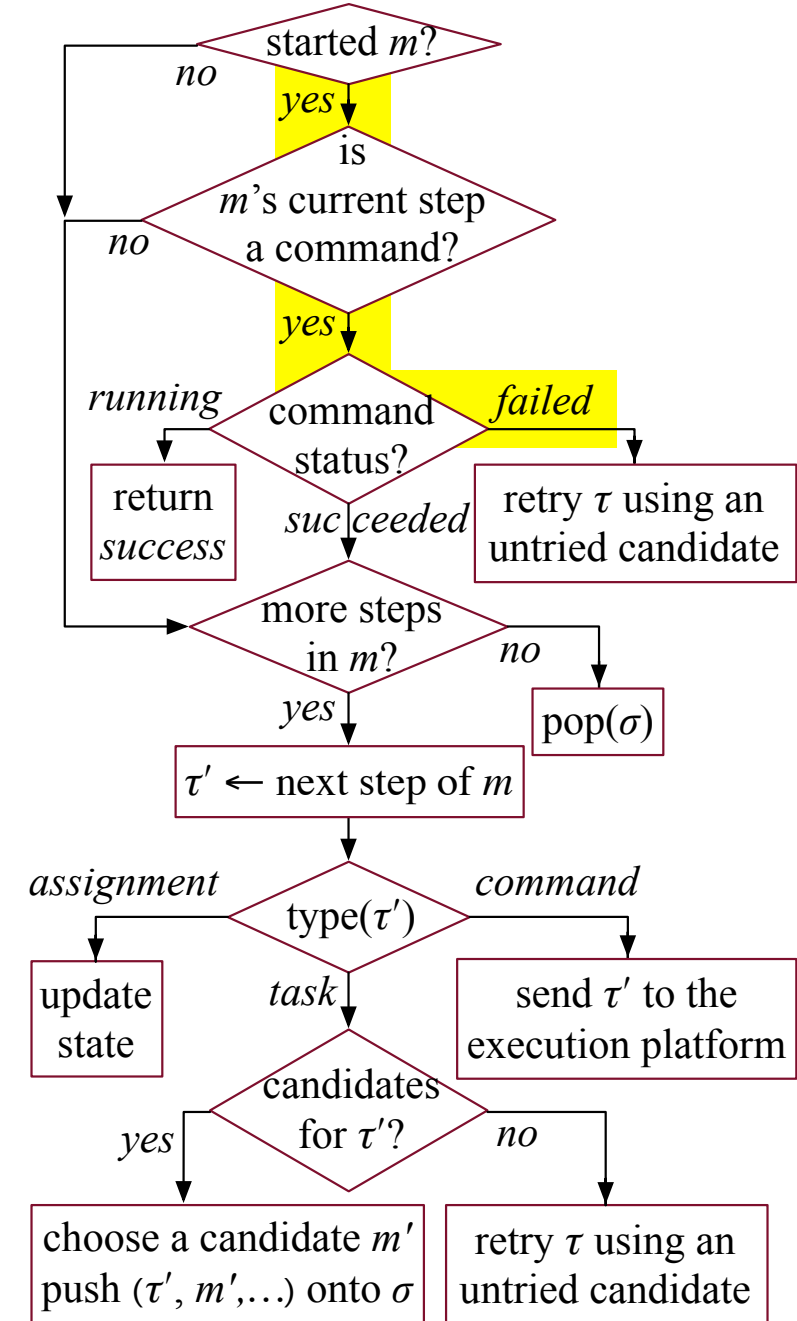 started m?
no
yes
is
m's current step
a command?
no
yes
running
command
status?
failed
return
success
succeeded
retry τ using an
untried candidate
more steps
in m?
no
yes
pop(σ)
τ′ ← next step of m
assignment
type(τ′)
command
update
state
task
send τ′ to the
execution platform
candidates
for τ′?
yes
no
choose a candidate m′
push (τ′, m′,…) onto σ
retry τ using an
untried candidate